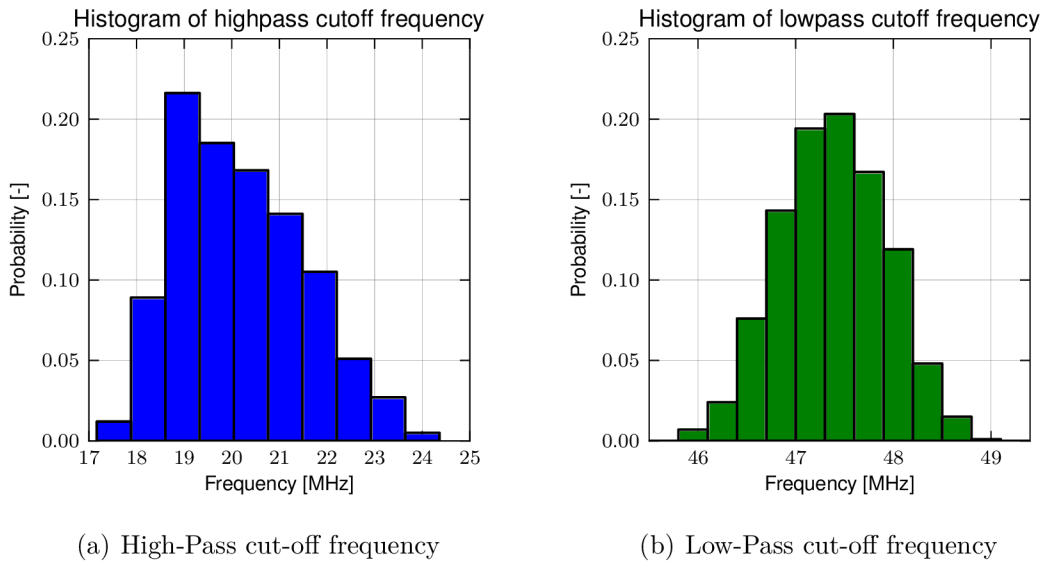 Histogram of highpass cutoff frequency
0.25
0.20
0.15
0.10
0.05
0.00
Probability [-]
17 18 19 20 21 22 23 24 25
Frequency [MHz]
(a) High-Pass cut-off frequency
Histogram of lowpass cutoff frequency
0.25
0.20
0.15
0.10
0.05
0.00
Probability [-]
46 47 48 49
Frequency [MHz]
(b) Low-Pass cut-off frequency